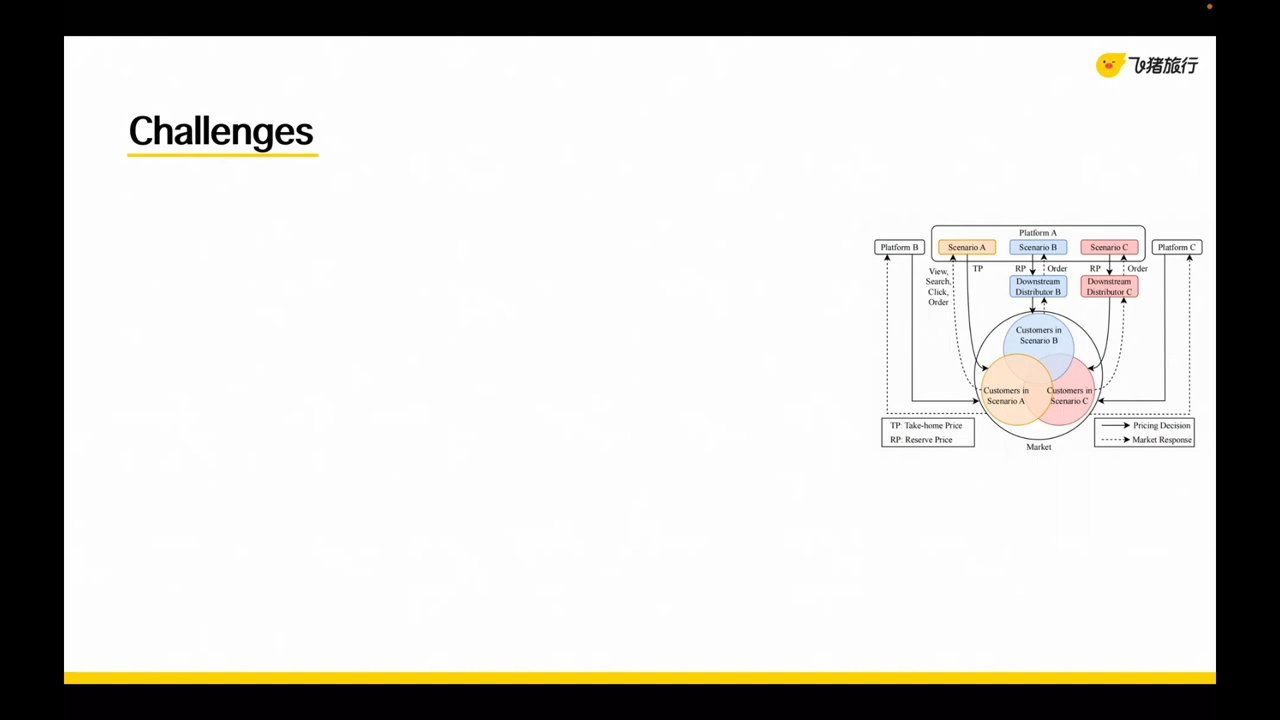 飞猪旅行
Challenges
Platform A
Platform B
Scenario A
Scenario B
Scenario C
Platform C
View,
Search,
Click,
Order
TP
RP
Order
RP
Order
Downstream
Distributor B
Downstream
Distributor C
Customers in
Scenario B
Customers in
Scenario A
Customers in
Scenario C
TP: Take-home Price
RP: Reserve Price
Pricing Decision
Market Response
Market